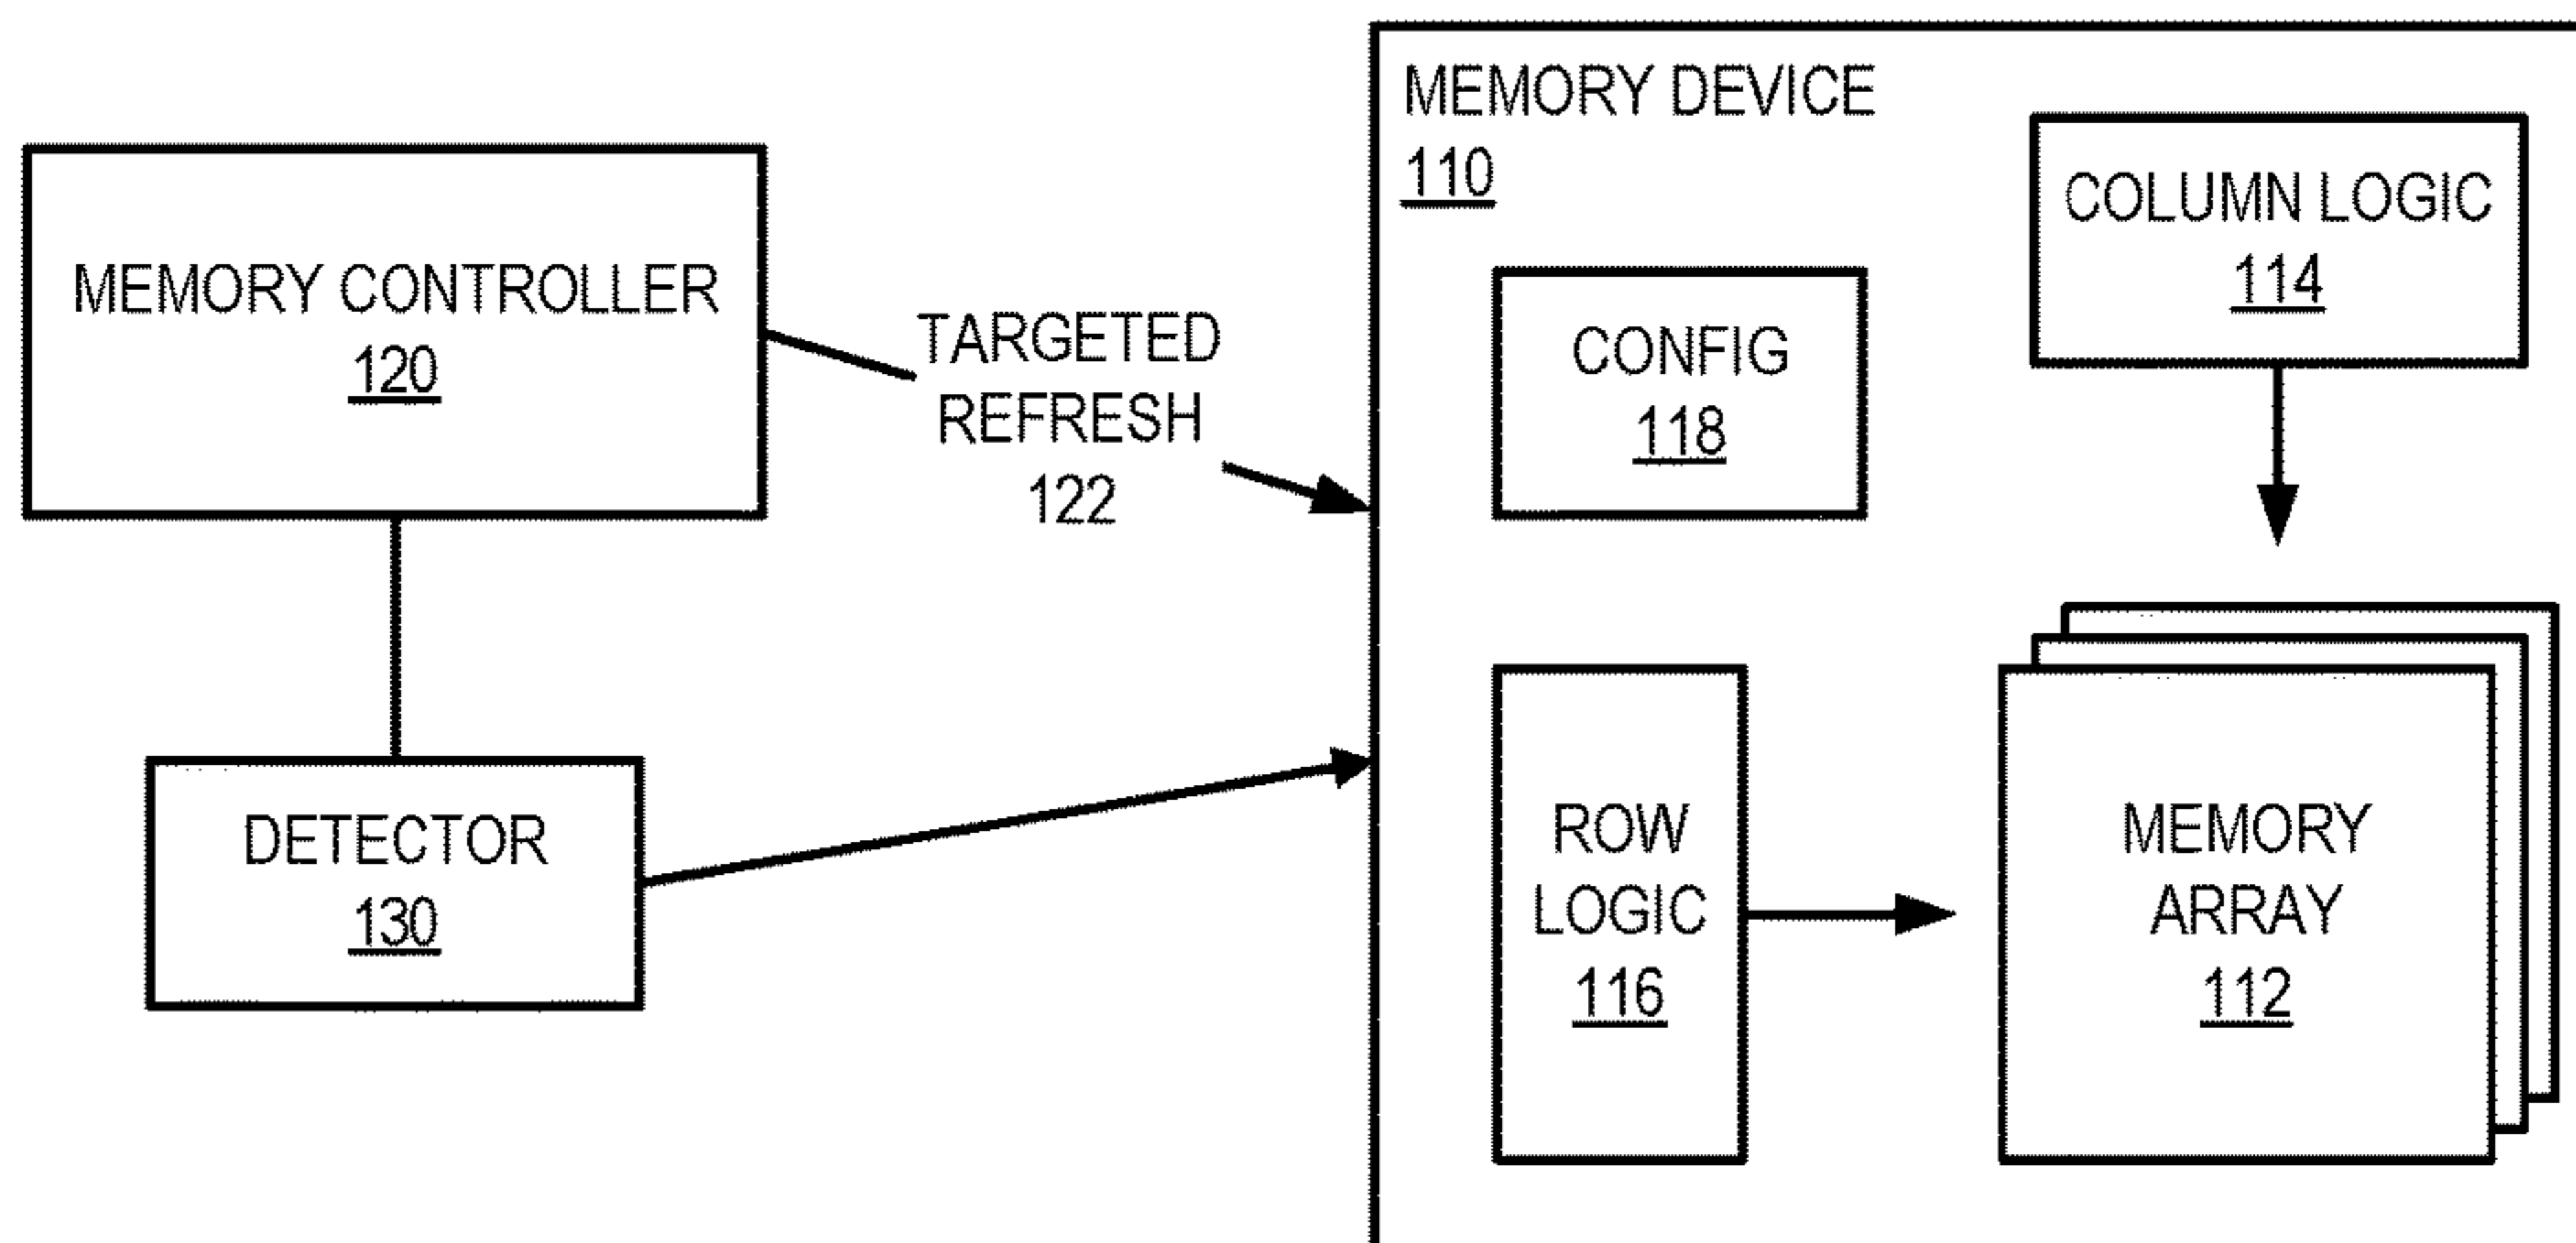 MEMORY DEVICE
110
COLUMN LOGIC
114
MEMORY CONTROLLER
120
TARGETED
REFRESH
122
CONFIG
118
DETECTOR
130
ROW
LOGIC
116
MEMORY
ARRAY
112